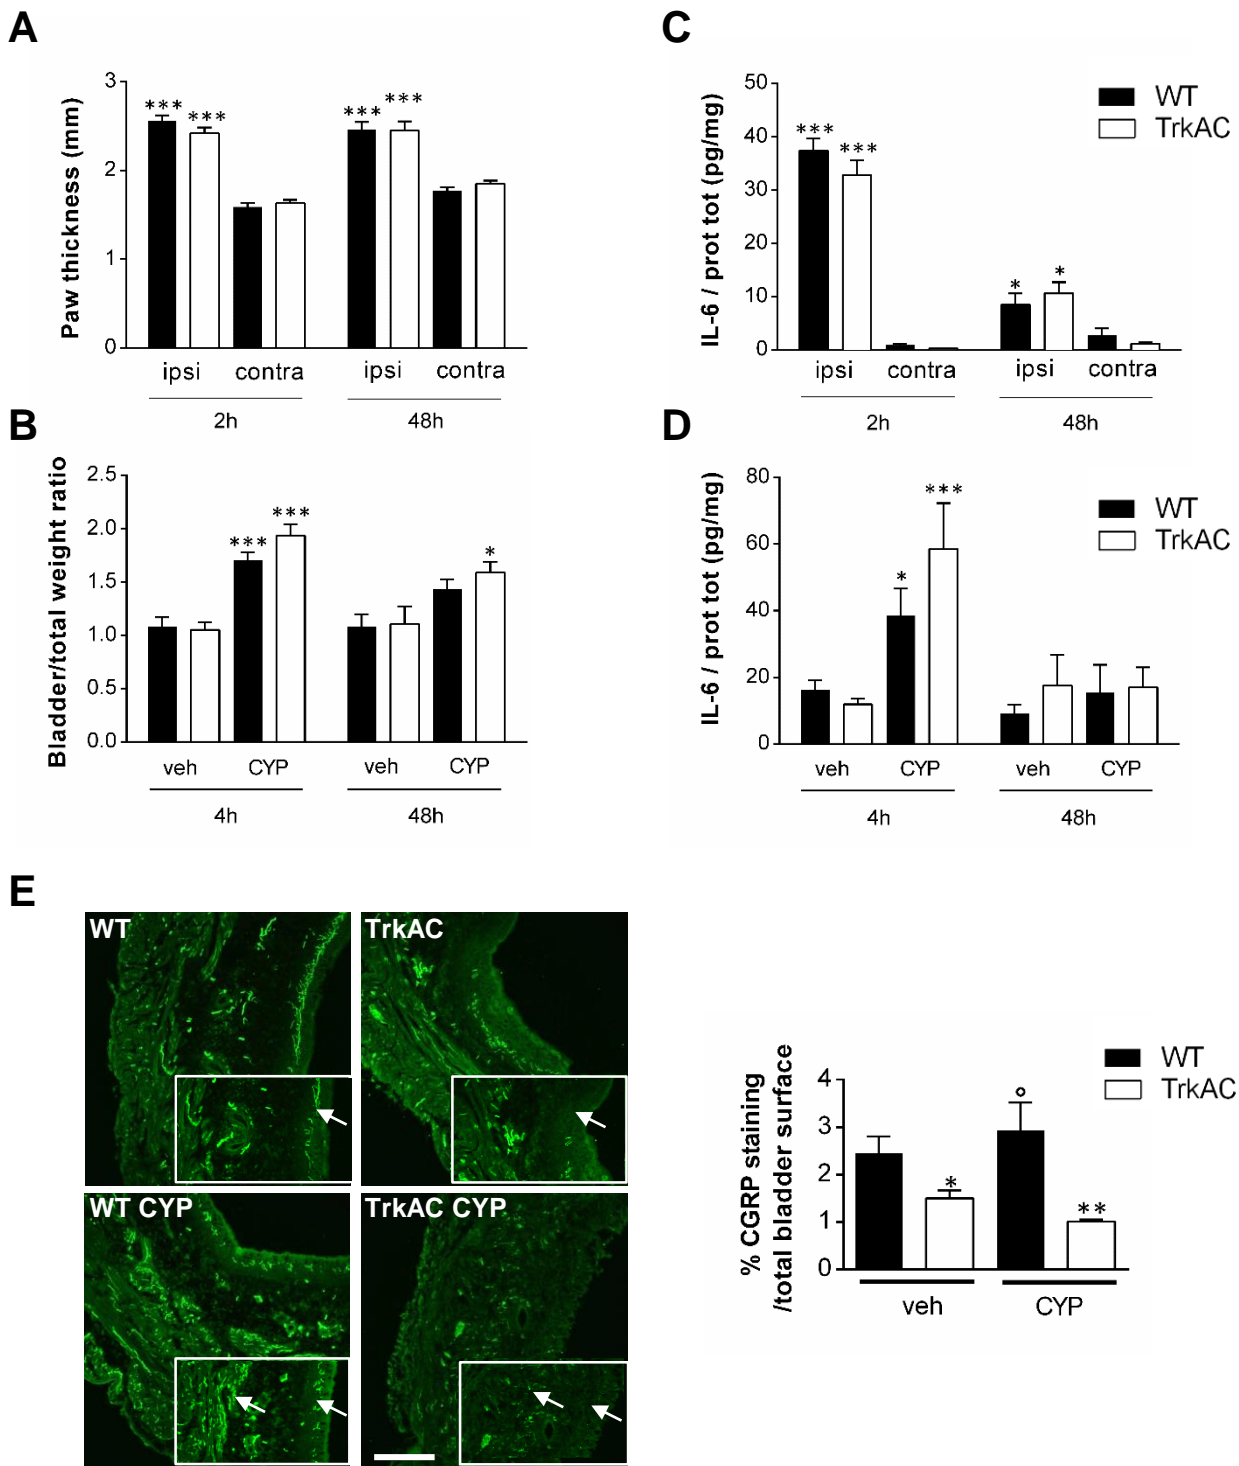 A
Paw thickness (mm)
3
2
1
0
*** *** *** ***
ipsi contra ipsi contra
2h 48h
C
IL-6 / prot tot (pg/mg)
50
40
30
20
10
0
*** *** * *
WT
TrkAC
ipsi contra ipsi contra
2h 48h
B
Bladder/total weight ratio
2.5
2.0
1.5
1.0
0.5
0.0
*** *** *
veh CYP veh CYP
4h 48h
D
IL-6 / prot tot (pg/mg)
80
60
40
20
0
* ***
WT
TrkAC
veh CYP veh CYP
4h 48h
E
WT TrkAC
WT CYP TrkAC CYP
% CGRP staining
/total bladder surface
4
3
2
1
0
* ° **
WT
TrkAC
veh CYP